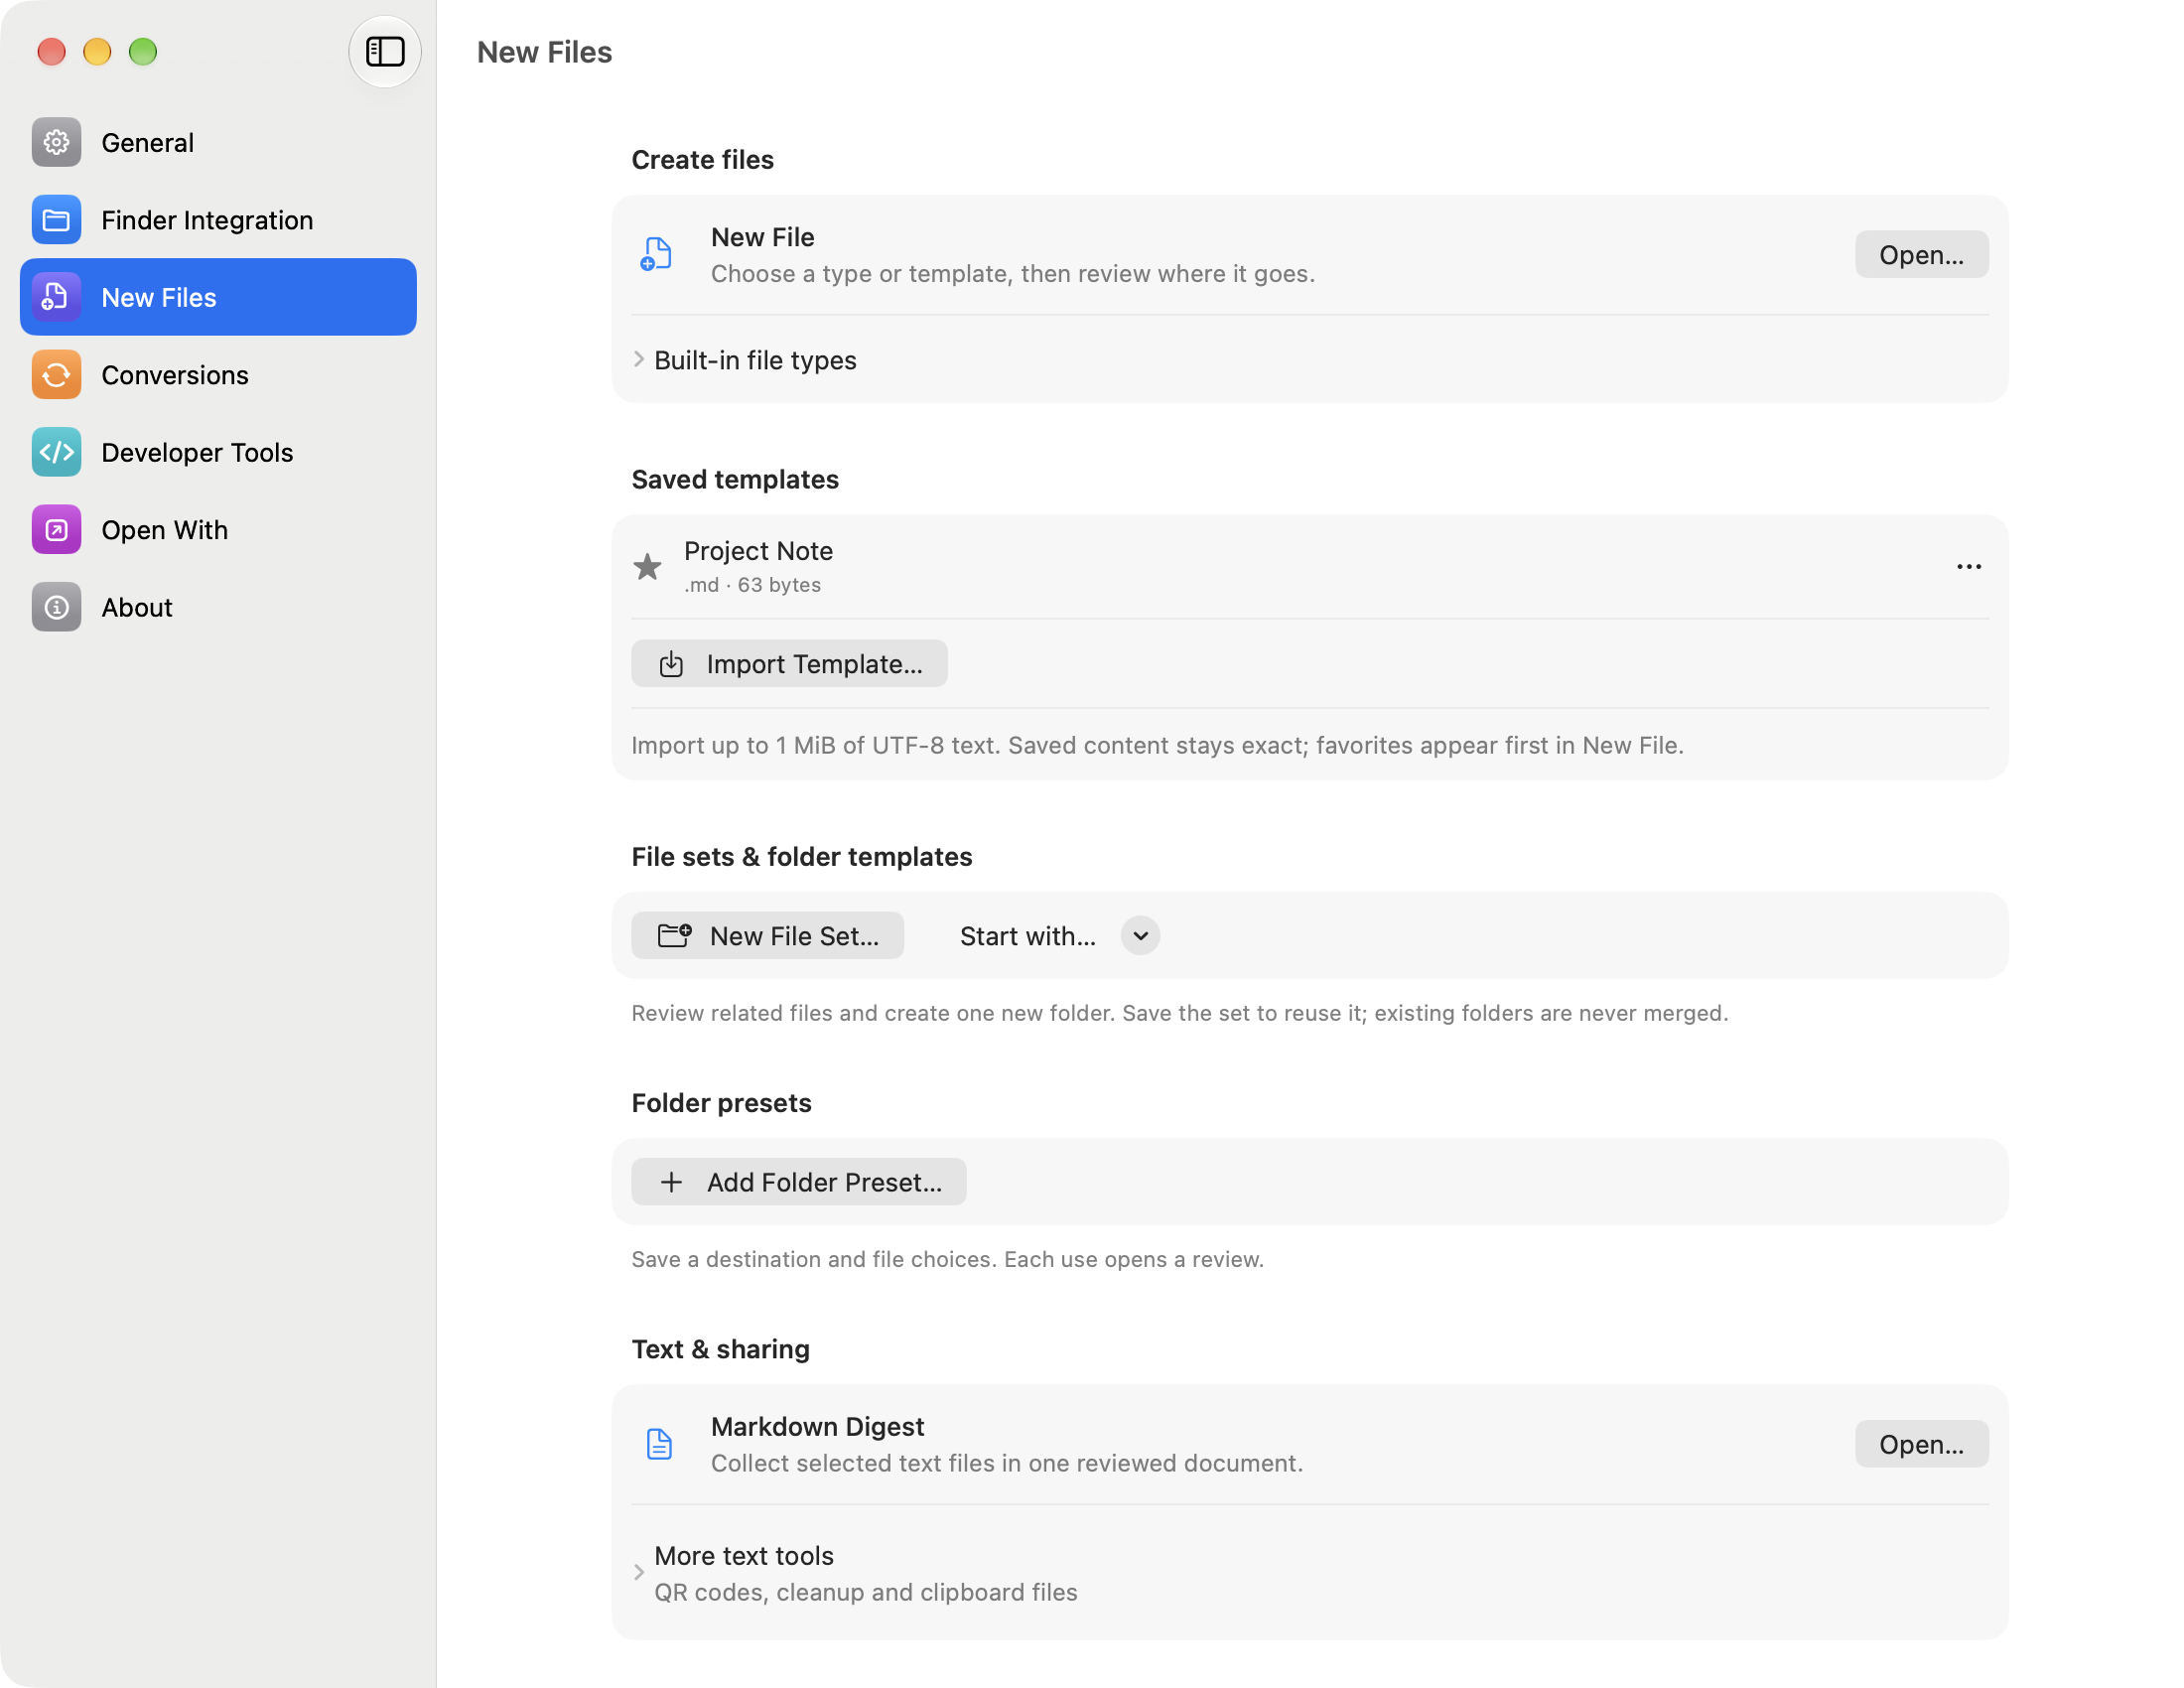 New Files
General
Finder Integration
New Files
Conversions
Developer Tools
Open With
About
Create files
New File
Choose a type or template, then review where it goes.
Open...
Built-in file types
Saved templates
Project Note
.md · 63 bytes
Import Template...
Import up to 1 MiB of UTF-8 text. Saved content stays exact; favorites appear first in New File.
File sets & folder templates
New File Set...
Start with...
Review related files and create one new folder. Save the set to reuse it; existing folders are never merged.
Folder presets
Add Folder Preset...
Save a destination and file choices. Each use opens a review.
Text & sharing
Markdown Digest
Collect selected text files in one reviewed document.
Open...
More text tools
QR codes, cleanup and clipboard files